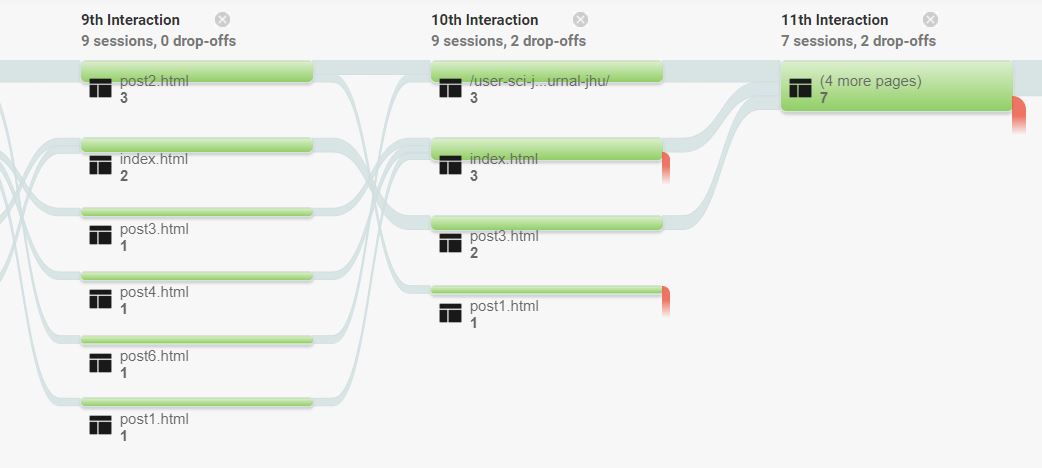 9th Interaction
9 sessions, 0 drop-offs
post2.html
3
index.html
2
post3.html
1
post4.html
1
post6.html
1
post1.html
1
10th Interaction
9 sessions, 2 drop-offs
/user-sci-j...urnal-jhu/
3
index.html
3
post3.html
2
post1.html
1
11th Interaction
7 sessions, 2 drop-offs
(4 more pages)
7